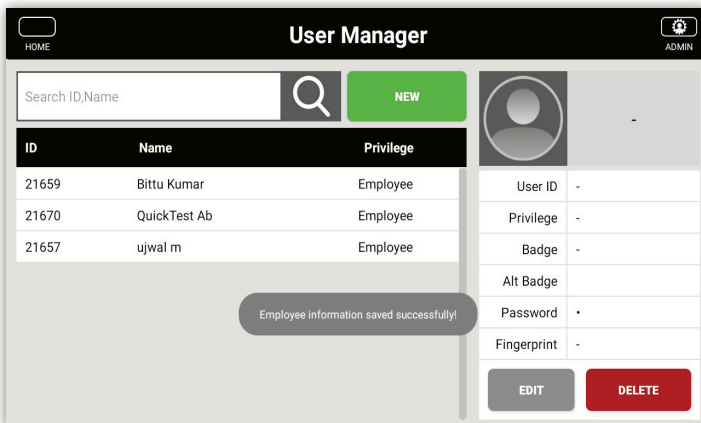 HOME
User Manager
ADMIN
Search ID,Name
NEW
-
ID Name Privilege
21659 Bittu Kumar Employee
21670 QuickTest Ab Employee
21657 ujwal m Employee
Employee information saved successfully!
User ID -
Privilege -
Badge -
Alt Badge
Password •
Fingerprint -
EDIT
DELETE